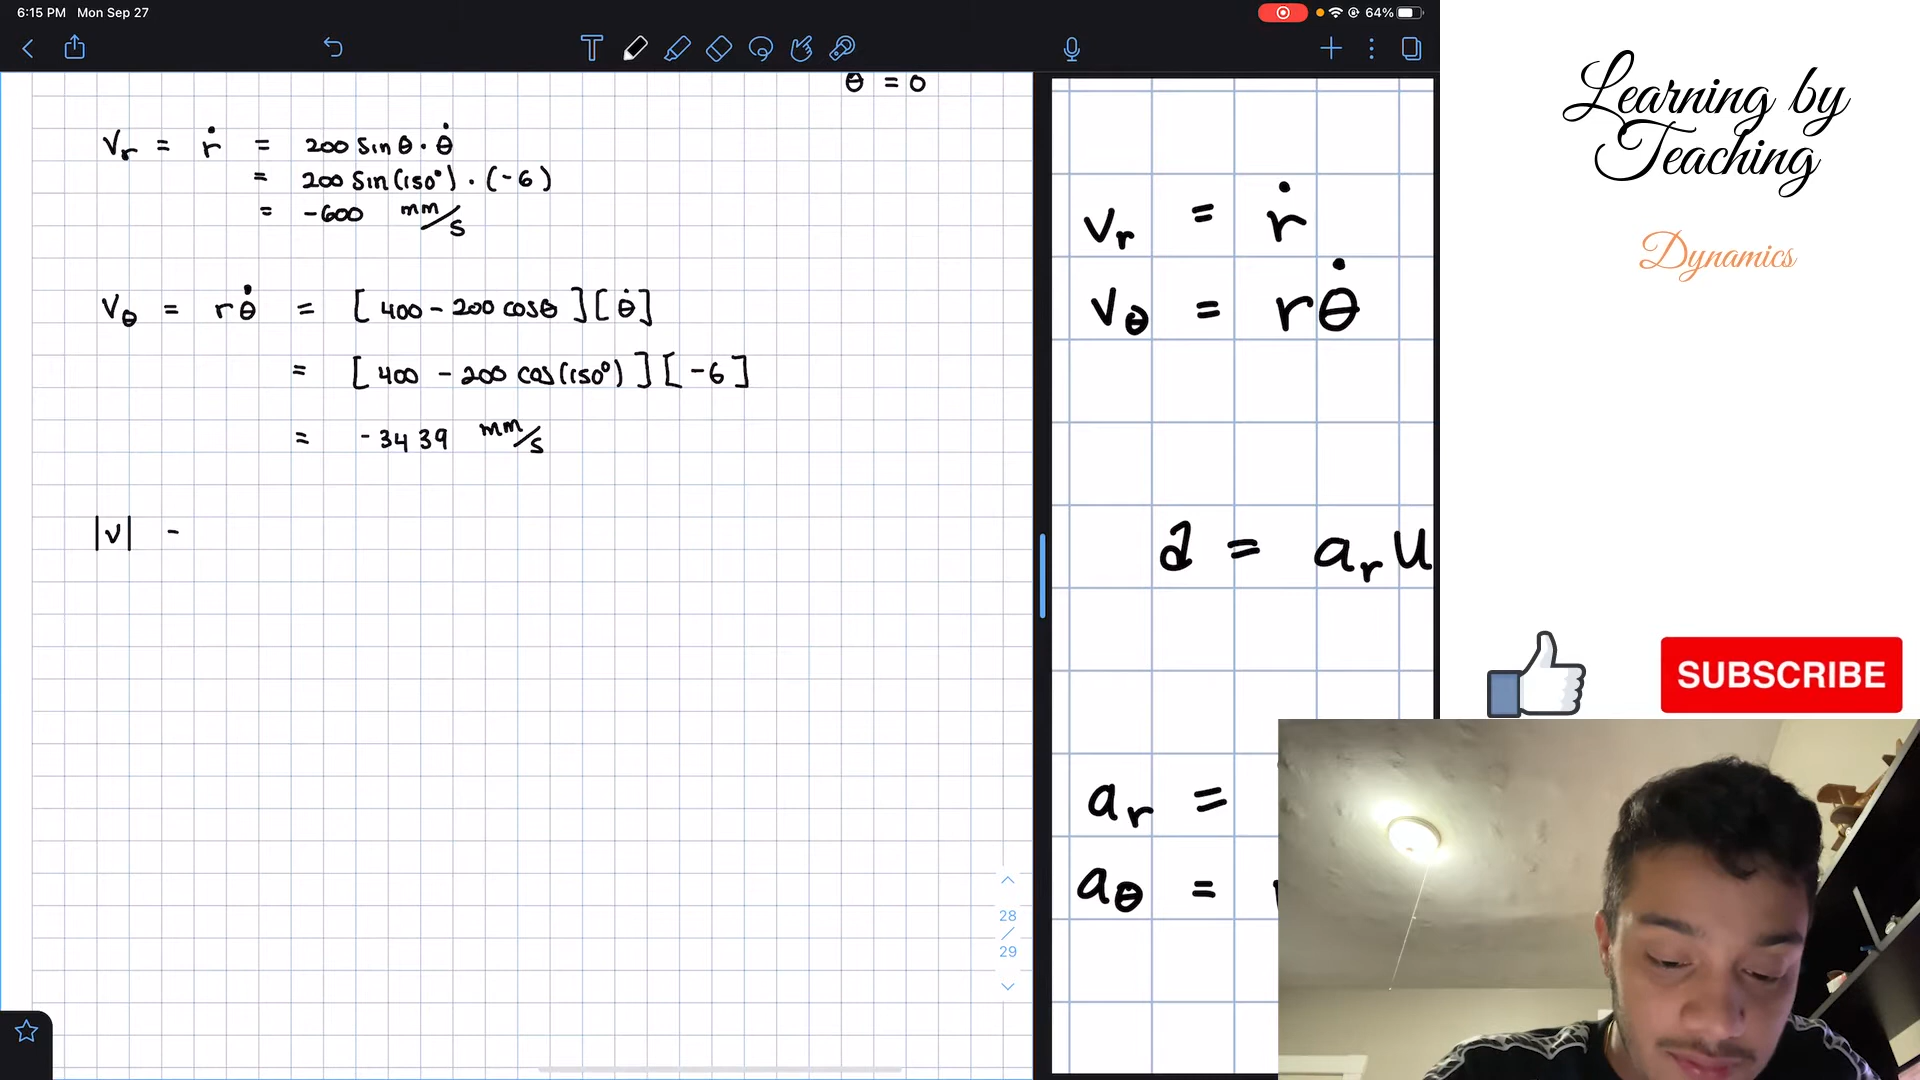 6:15 PM Mon Sep 27
64%
θ = 0
Vr = ṙ = 200 Sin θ · θ̇
= 200 Sin(150°) · (-6)
= -600 mm/s
Vθ = rθ̇ = [400 - 200 cosθ][θ̇]
= [400 - 200 cos(150°)][-6]
= -3439 mm/s
|v| -
28
/
29
Vr = ṙ
Vθ = rθ̇
a = ar u
ar =
aθ =
Learning by
Teaching
Dynamics
SUBSCRIBE